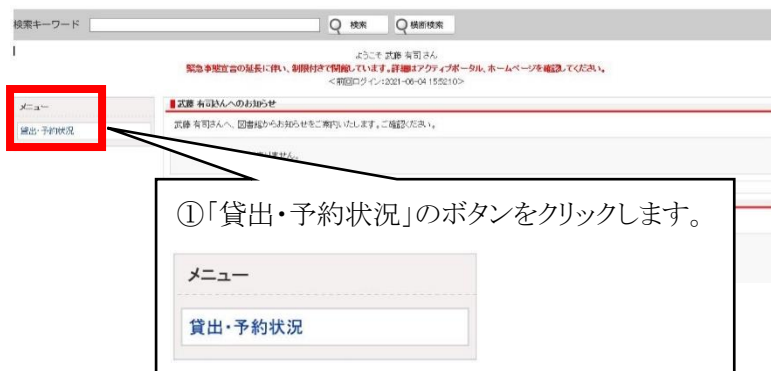 検索キーワード
検索
横断検索
ようこそ 武藤 有司 さん
緊急事態宣言の延長に伴い、制限付きで開館しています。詳細はアクティブポータル、ホームページを確認してください。
<前回ログイン:2021-06-04 15:52:10>
メニュー
貸出・予約状況
武藤 有司さんへのお知らせ
武藤 有司さんへ、図書館からお知らせをご案内いたします。ご確認ください。
りません。
①「貸出・予約状況」のボタンをクリックします。
メニュー
貸出・予約状況